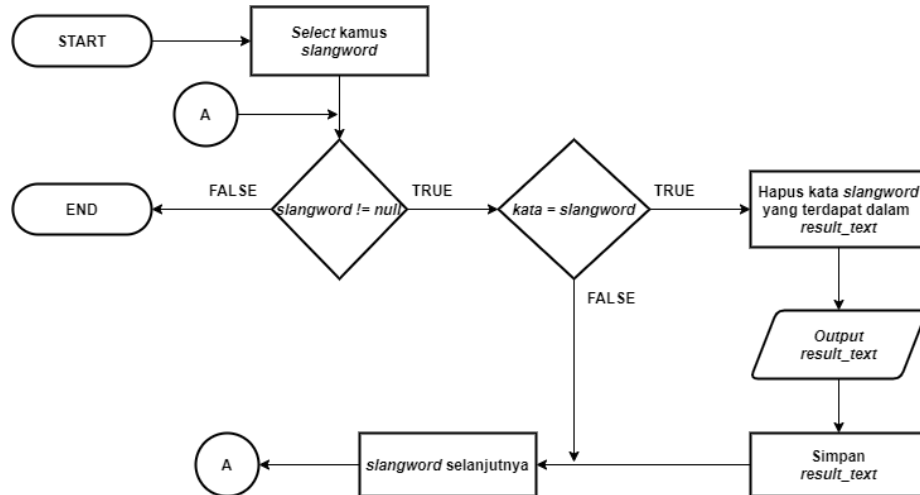 START
Select kamus
slangword
A
FALSE
TRUE
TRUE
END
slangword != null
kata = slangword
Hapus kata slangword
yang terdapat dalam
result_text
FALSE
Output
result_text
A
slangword selanjutnya
Simpan
result_text